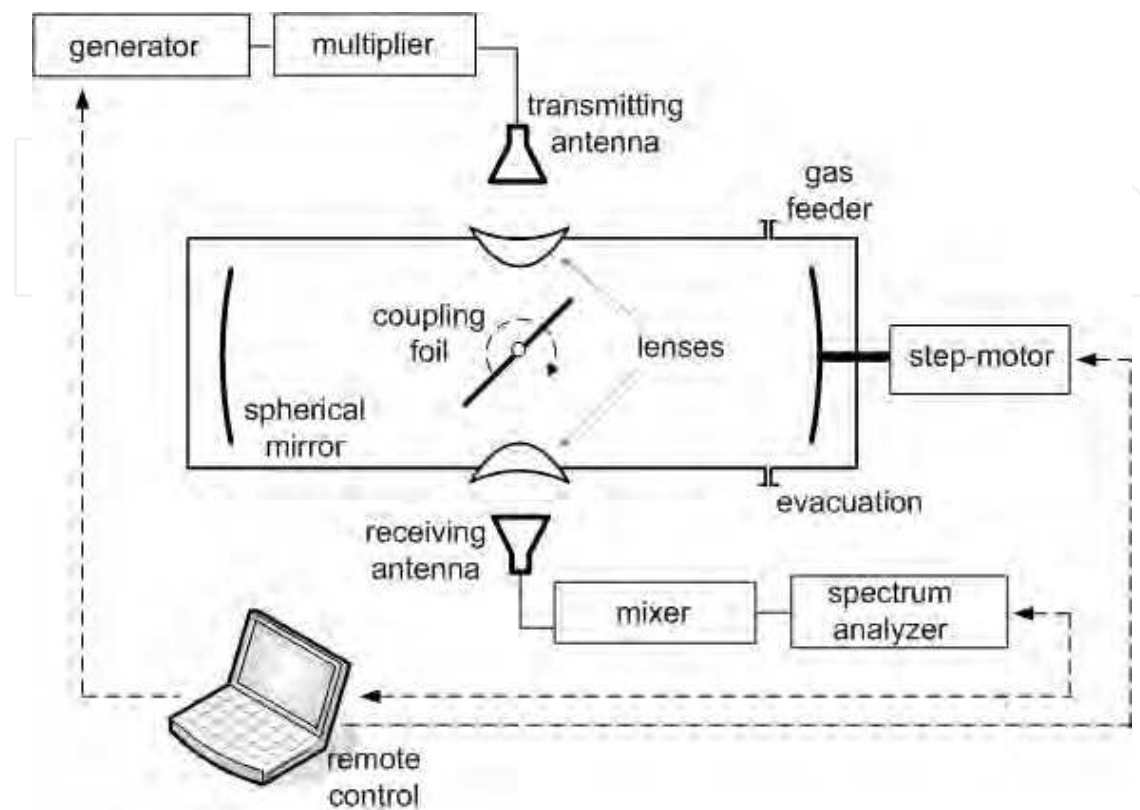 generator
multiplier
transmitting
antenna
gas
feeder
coupling
foil
lenses
step-motor
spherical
mirror
evacuation
receiving
antenna
mixer
spectrum
analyzer
remote
control